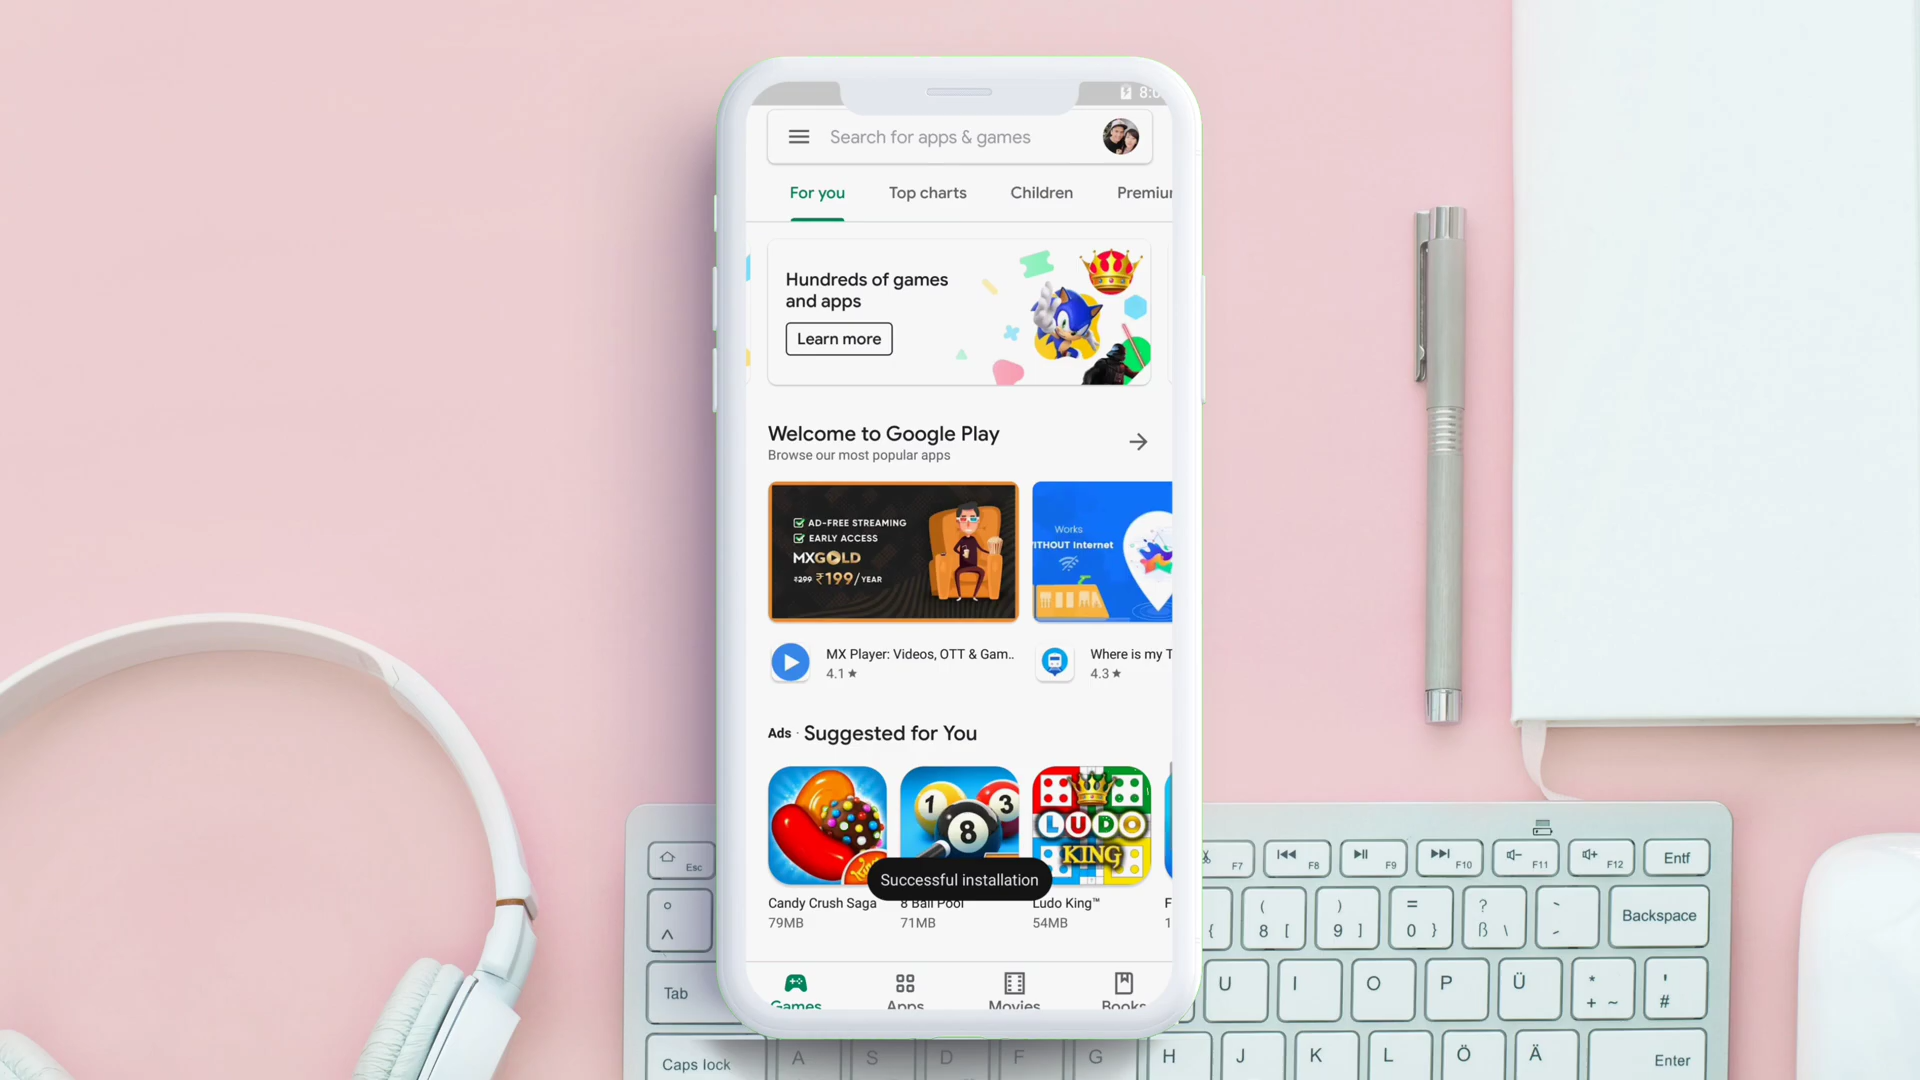 8:0
Search for apps & games
For you
Top charts
Children
Premiu
Hundreds of games
and apps
Learn more
Welcome to Google Play
Browse our most popular apps
AD-FREE STREAMING
EARLY ACCESS
MXGOLD
₹299 ₹199/YEAR
Works
ITHOUT Internet
MX Player: Videos, OTT & Gam..
4.1★
Where is my T
4.3★
Ads · Suggested for You
1 3
8
LUDO
KING
Successful installation
Candy Crush Saga
79MB
8 Ball Pool
71MB
Ludo King™
54MB
F
1
Games
Apps
Movies
Books
Esc
F7
F8
F9
F10
F11
F12
Entf
^
{
( 8 [
) 9 ]
= 0 }
? ß \
Backspace
Tab
U
I
O
P
Ü
* + ~
' #
Caps lock
A
S
D
F
G
H
J
K
L
Ö
Ä
Enter